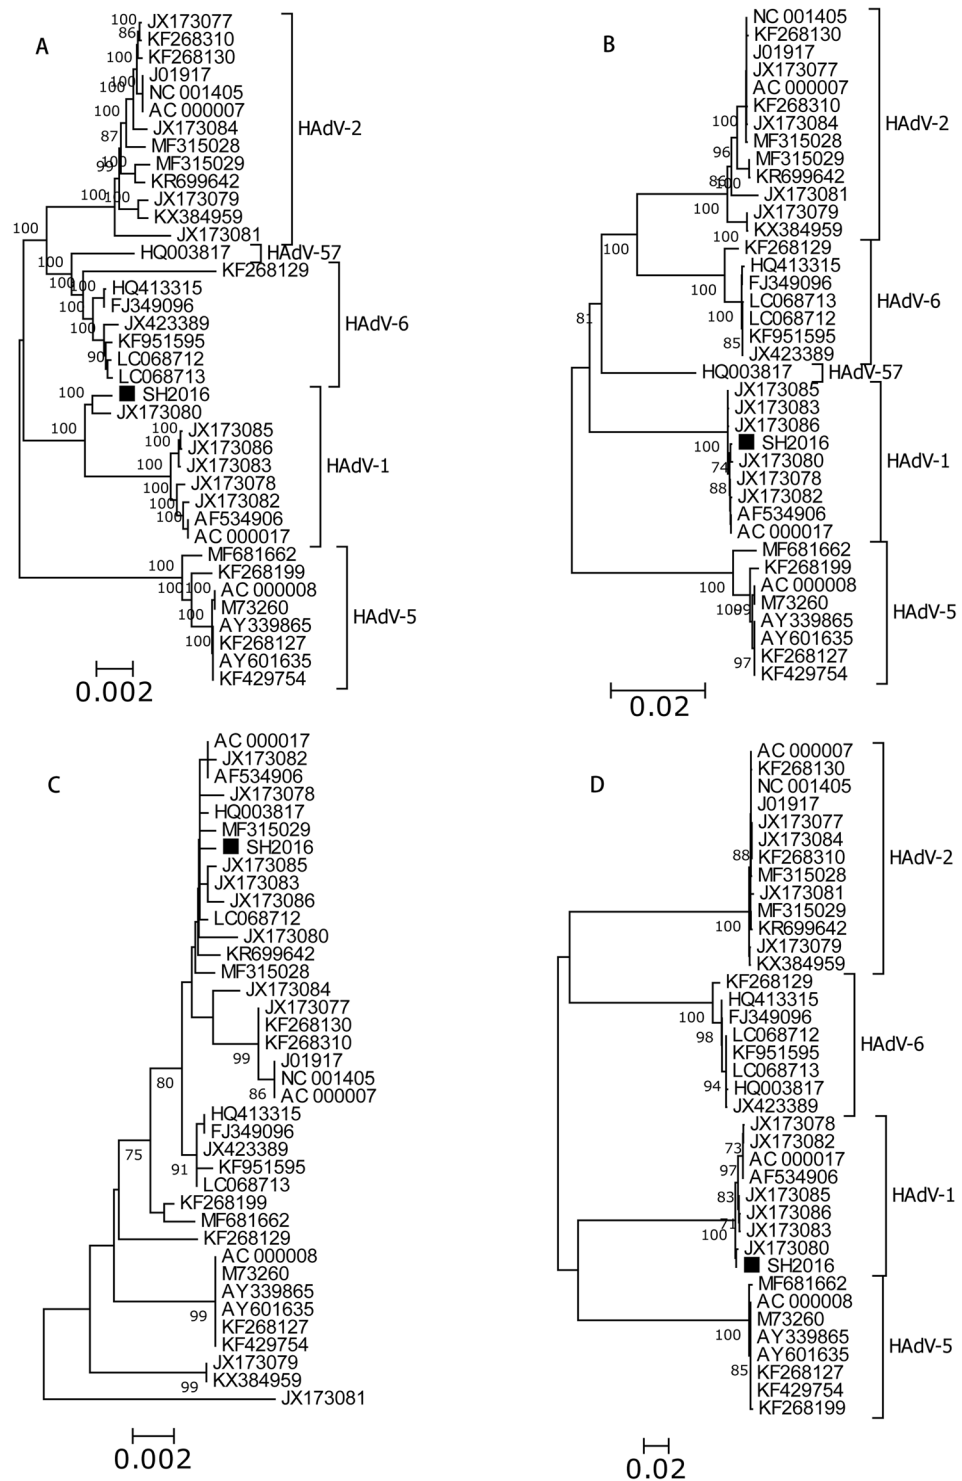 A
100
JX173077
86
KF268310
100
KF268130
J01917
100
100
NC 001405
100
AC 000007
JX173084
HAdV-2
87
MF315028
100
99
MF315029
KR699642
100
100
JX173079
KX384959
100
JX173081
100
HQ003817
HAdV-57
100
KF268129
100
100
HQ413315
100
FJ349096
100
JX423389
HAdV-6
KF951595
90
LC068712
LC068713
100
SH2016
JX173080
100
100
JX173085
100
JX173086
100
JX173083
HAdV-1
100
JX173078
100
JX173082
100
AF534906
AC 000017
MF681662
100
KF268199
100
100
AC 000008
100
M73260
AY339865
HAdV-5
100
KF268127
AY601635
KF429754
0.002
B
NC 001405
KF268130
J01917
JX173077
AC 000007
KF268310
100
JX173084
HAdV-2
MF315028
96
MF315029
86
100
KR699642
JX173081
100
JX173079
KX384959
100
100
KF268129
HQ413315
100
FJ349096
LC068713
HAdV-6
100
LC068712
KF951595
85
JX423389
81
HQ003817
HAdV-57
JX173085
JX173083
JX173086
100
SH2016
74
JX173080
HAdV-1
88
JX173078
JX173082
AF534906
AC 000017
MF681662
KF268199
100
AC 000008
100
99
M73260
HAdV-5
AY339865
AY601635
97
KF268127
KF429754
0.02
C
AC 000017
JX173082
AF534906
JX173078
HQ003817
MF315029
SH2016
JX173085
JX173083
JX173086
LC068712
JX173080
KR699642
MF315028
JX173084
JX173077
KF268130
KF268310
99
J01917
NC 001405
86
AC 000007
80
HQ413315
FJ349096
75
JX423389
91
KF951595
LC068713
KF268199
MF681662
KF268129
AC 000008
M73260
AY339865
99
AY601635
KF268127
KF429754
JX173079
99
KX384959
JX173081
0.002
D
AC 000007
KF268130
NC 001405
J01917
JX173077
JX173084
88
KF268310
HAdV-2
MF315028
JX173081
MF315029
100
KR699642
JX173079
KX384959
KF268129
HQ413315
100
FJ349096
98
LC068712
HAdV-6
KF951595
LC068713
94
HQ003817
JX423389
JX173078
73
JX173082
97
AC 000017
AF534906
83
JX173085
HAdV-1
71
JX173086
100
JX173083
JX173080
SH2016
MF681662
AC 000008
M73260
100
AY339865
HAdV-5
AY601635
85
KF268127
KF429754
KF268199
0.02